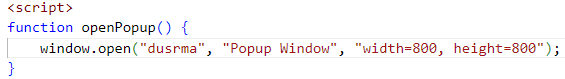 <script>
function openPopup() {
    window.open("dusrma", "Popup Window", "width=800, height=800");
}